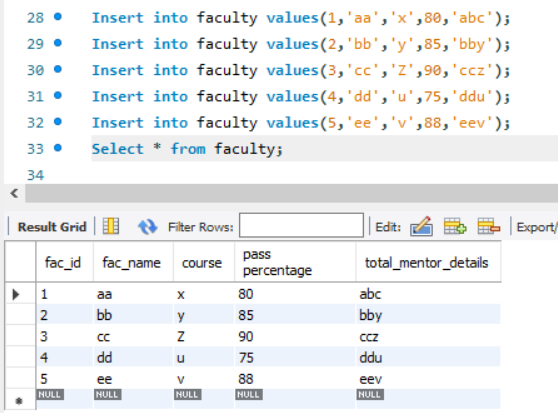 28 Insert into faculty values(1,'aa','x',80,'abc');
29 Insert into faculty values(2,'bb','y',85,'bby');
30 Insert into faculty values(3,'cc','Z',90,'ccz');
31 Insert into faculty values(4,'dd','u',75,'ddu');
32 Insert into faculty values(5,'ee','v',88,'eev');
33 Select * from faculty;
34
Result Grid Filter Rows: Edit: Export/
fac_id fac_name course pass percentage total_mentor_details
1 aa x 80 abc
2 bb y 85 bby
3 cc Z 90 ccz
4 dd u 75 ddu
5 ee v 88 eev
NULL NULL NULL NULL NULL